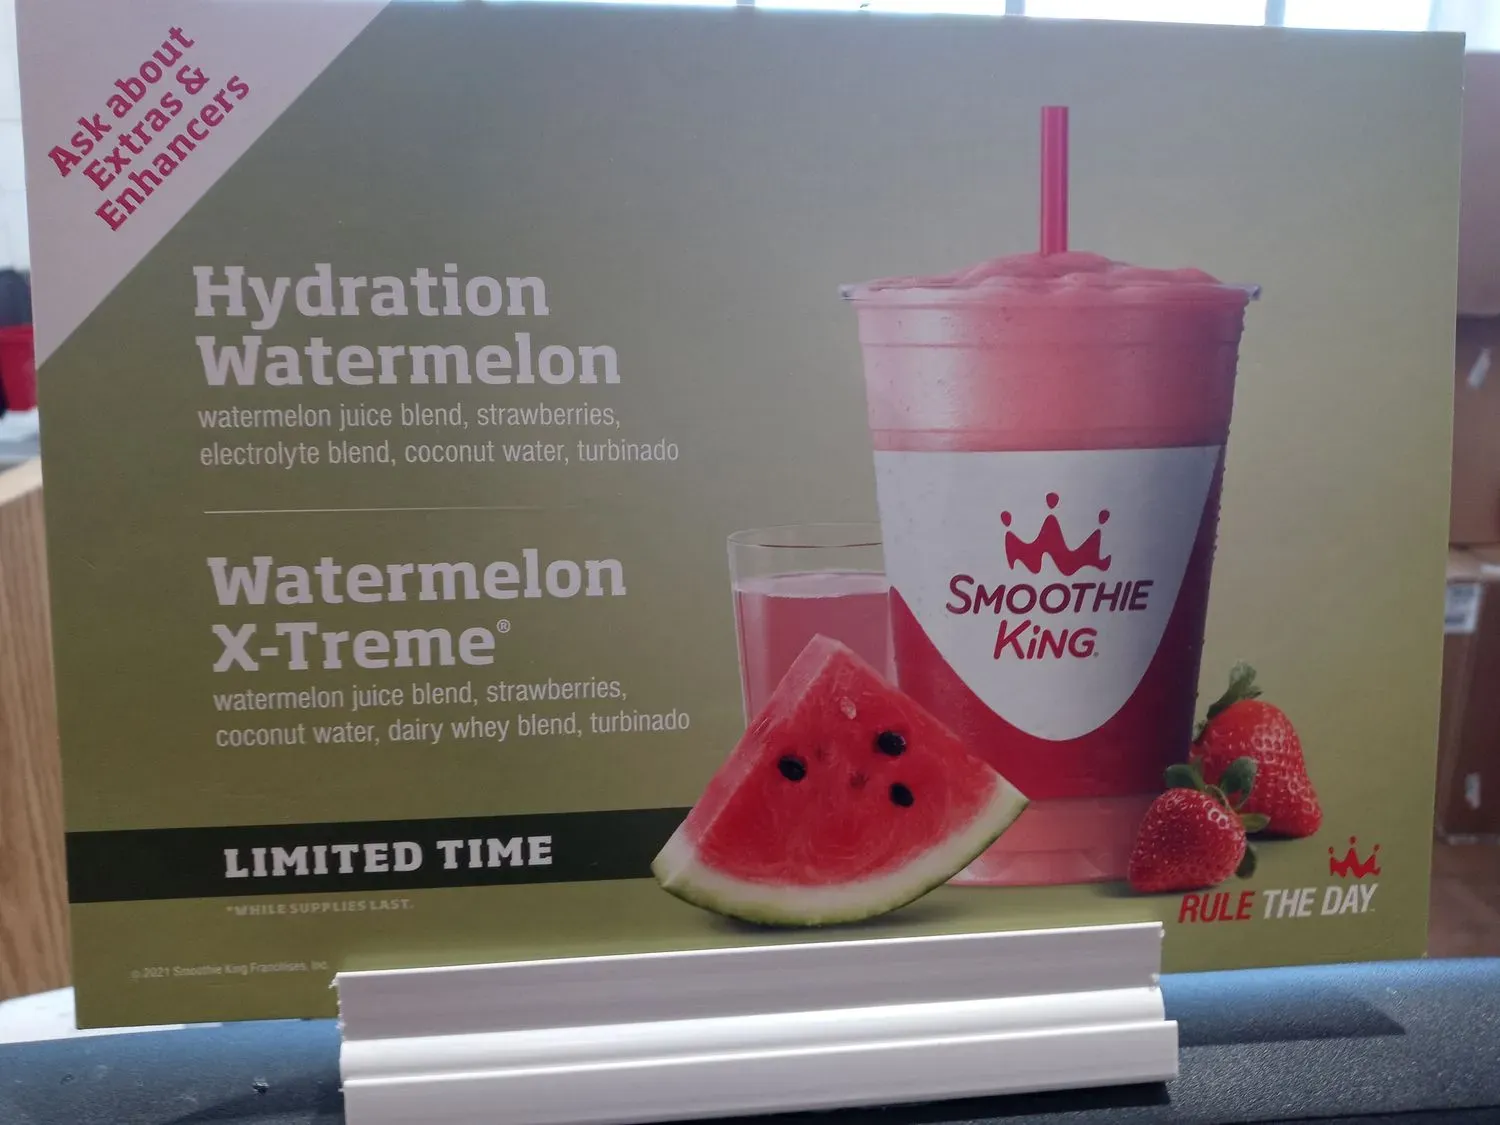 Ask about
Extras &
Enhancers
Hydration
Watermelon
watermelon juice blend, strawberries,
electrolyte blend, coconut water, turbinado
Watermelon
X-Treme®
watermelon juice blend, strawberries,
coconut water, dairy whey blend, turbinado
LIMITED TIME
*WHILE SUPPLIES LAST.
©2021 Smoothie King Franchises, Inc.
SMOOTHIE
KiNG®
RULE THE DAY™